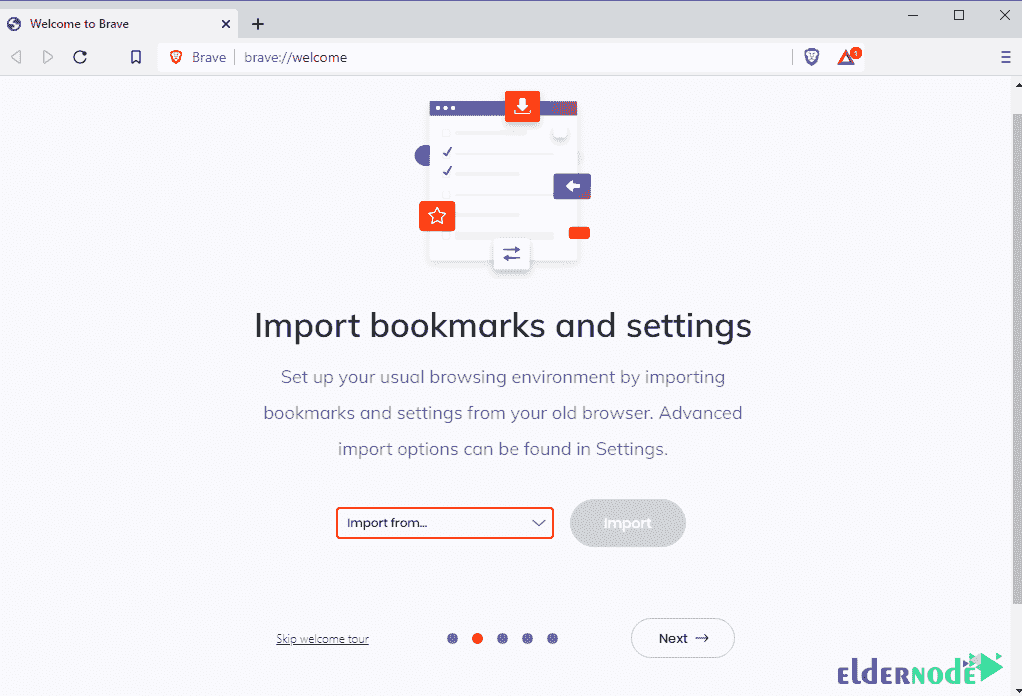 Welcome to Brave
Brave brave://welcome
1
Import bookmarks and settings
Set up your usual browsing environment by importing
bookmarks and settings from your old browser. Advanced
import options can be found in Settings.
Import from... Import
Skip welcome tour Next
ELDERNODE